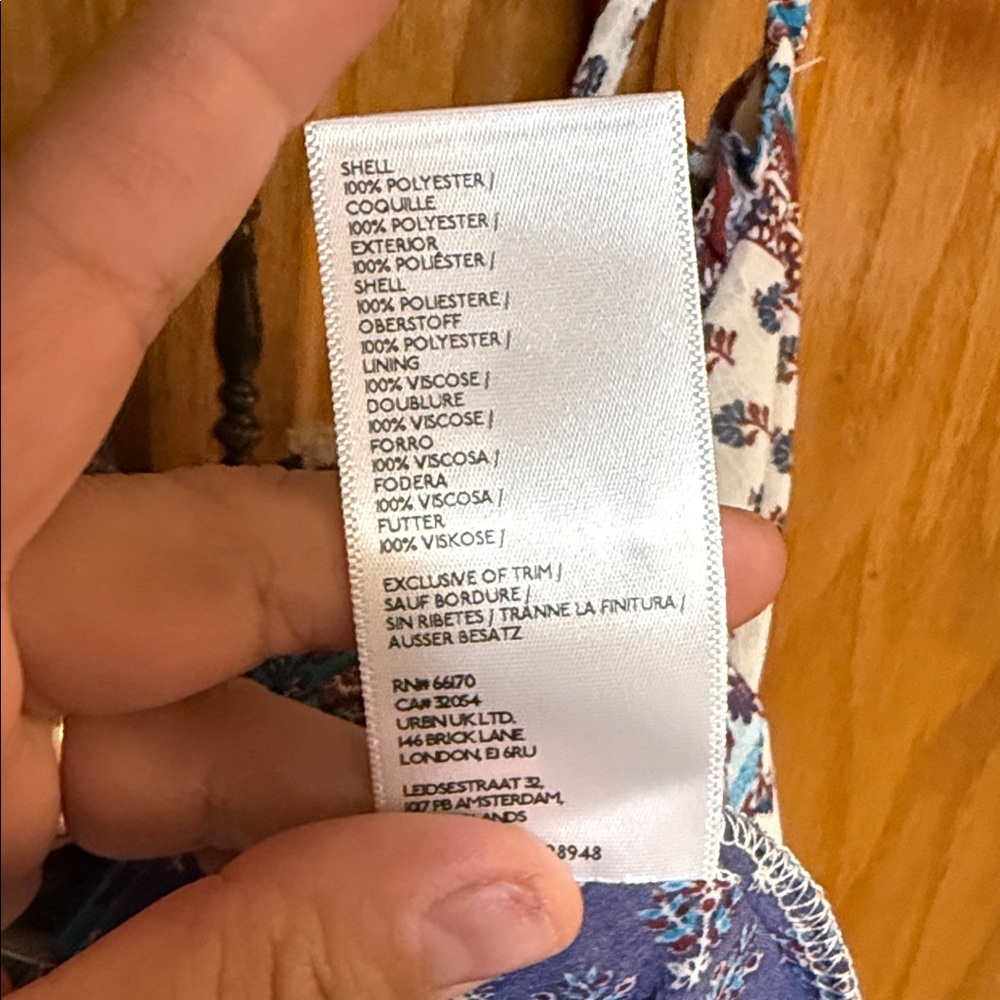 SHELL
100% POLYESTER /
COQUILLE
100% POLYESTER /
EXTERIOR
100% POLIÉSTER /
SHELL
100% POLIESTERE /
OBERSTOFF
100% POLYESTER /
LINING
100% VISCOSE /
DOUBLURE
100% VISCOSE /
FORRO
100% VISCOSA /
FODERA
100% VISCOSA /
FUTTER
100% VISKOSE /
EXCLUSIVE OF TRIM /
SAUF BORDURE /
SIN RIBETES / TRANNE LA FINITURA /
AUSSER BESATZ
RN# 66170
CA# 32054
URBN UK LTD.
146 BRICK LANE
LONDON, E1 6RU
LEIDSESTRAAT 32,
1017 PB AMSTERDAM,
ANDS
8948